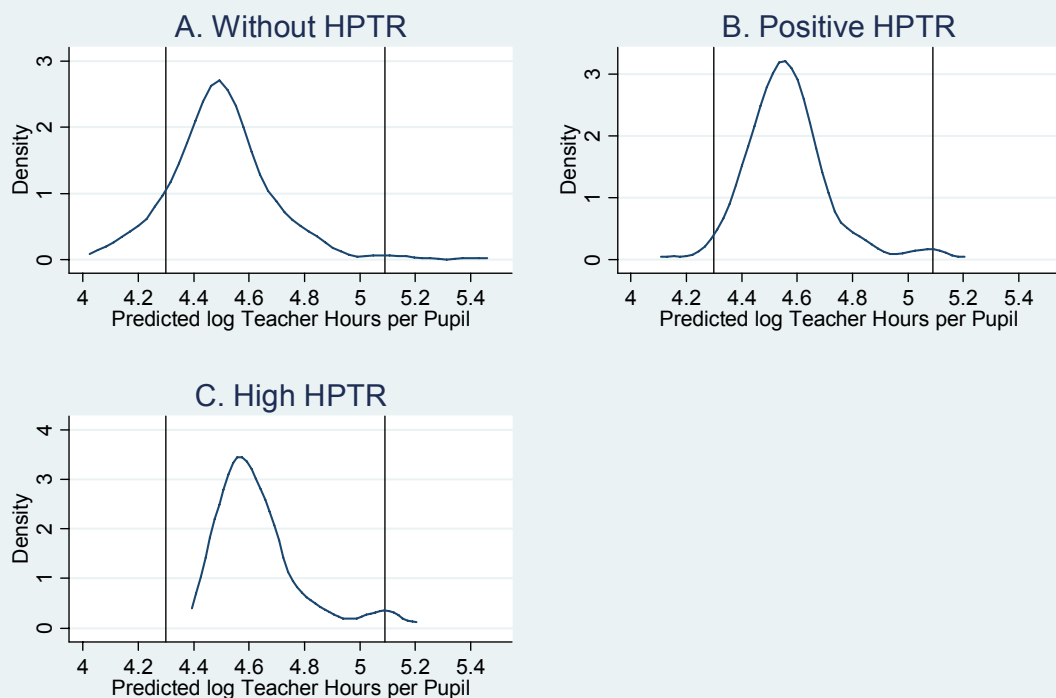 A. Without HPTR
Density
3
2
1
0
4 4.2 4.4 4.6 4.8 5 5.2 5.4
Predicted log Teacher Hours per Pupil
B. Positive HPTR
Density
3
2
1
0
4 4.2 4.4 4.6 4.8 5 5.2 5.4
Predicted log Teacher Hours per Pupil
C. High HPTR
Density
4
3
2
1
0
4 4.2 4.4 4.6 4.8 5 5.2 5.4
Predicted log Teacher Hours per Pupil